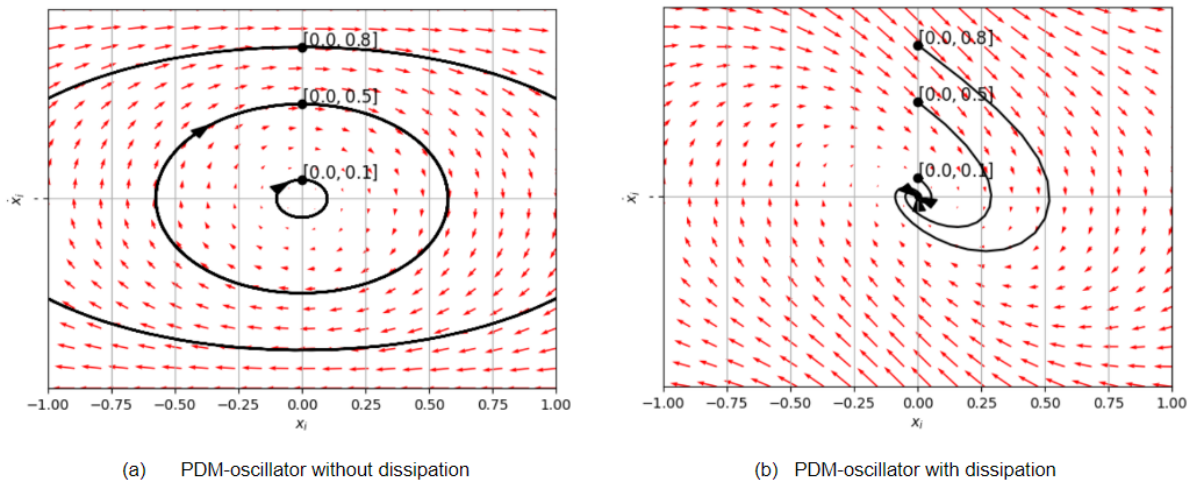 [0.0, 0.8]
[0.0, 0.5]
[0.0, 0.1]
ẋᵢ
−1.00 −0.75 −0.50 −0.25 0.00 0.25 0.50 0.75 1.00
xᵢ
(a) PDM-oscillator without dissipation
[0.0, 0.8]
[0.0, 0.5]
[0.0, 0.1]
ẋᵢ
−1.00 −0.75 −0.50 −0.25 0.00 0.25 0.50 0.75 1.00
xᵢ
(b) PDM-oscillator with dissipation